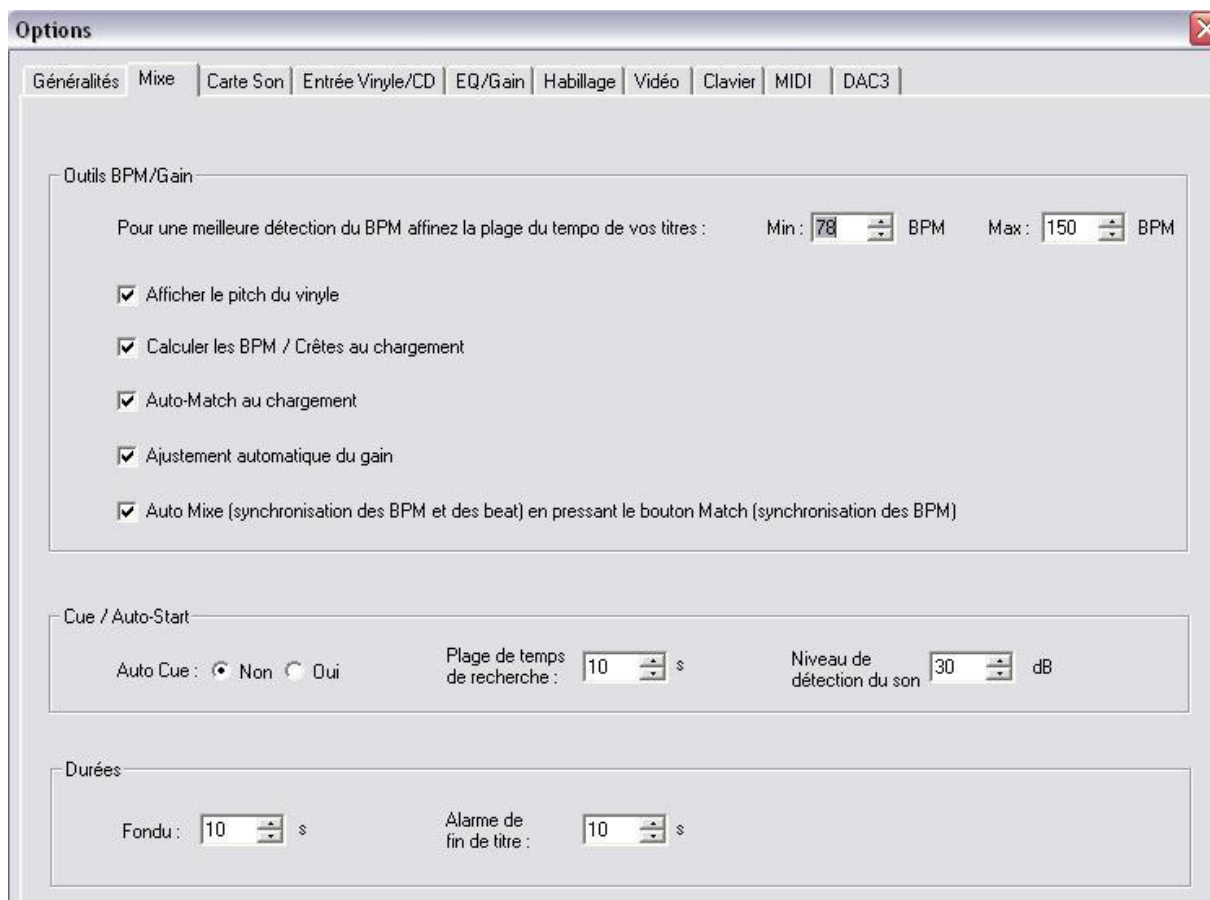 Options
Généralités Mixe Carte Son Entrée Vinyle/CD EQ/Gain Habillage Vidéo Clavier MIDI DAC3
Outils BPM/Gain
Pour une meilleure détection du BPM affinez la plage du tempo de vos titres : Min : 78 BPM Max : 150 BPM
Afficher le pitch du vinyle
Calculer les BPM / Crêtes au chargement
Auto-Match au chargement
Ajustement automatique du gain
Auto Mixe (synchronisation des BPM et des beat) en pressant le bouton Match (synchronisation des BPM)
Cue / Auto-Start
Auto Cue : Non Oui
Plage de temps
de recherche : 10 s
Niveau de
détection du son 30 dB
Durées
Fondu : 10 s
Alarme de
fin de titre : 10 s